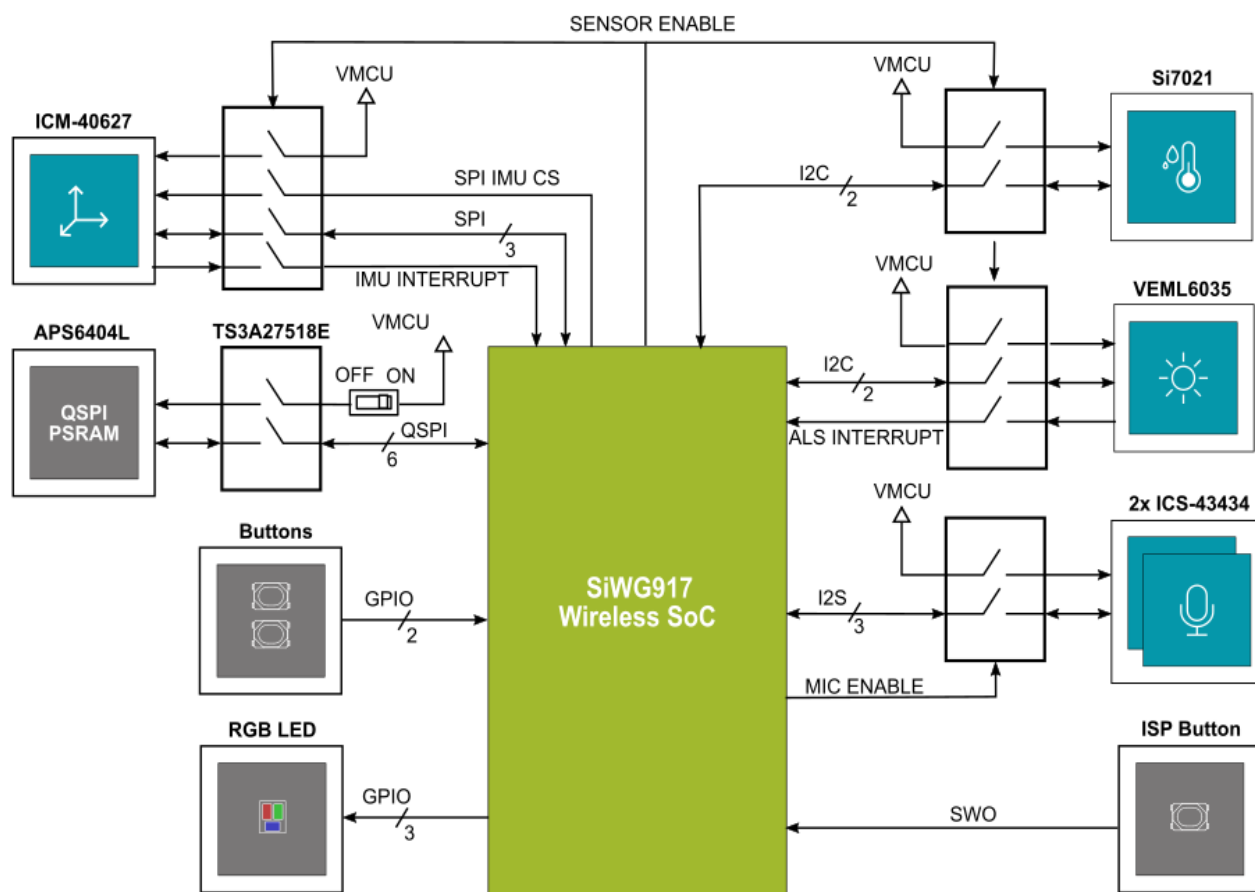 SENSOR ENABLE
VMCU
VMCU
Si7021
ICM-40627
SPI IMU CS
I2C
2
SPI
3
IMU INTERRUPT
VMCU
VEML6035
APS6404L
TS3A27518E
VMCU
OFF
ON
I2C
2
QSPI
PSRAM
QSPI
6
ALS INTERRUPT
VMCU
2x ICS-43434
Buttons
SiWG917
Wireless SoC
GPIO
2
I2S
3
MIC ENABLE
RGB LED
ISP Button
GPIO
3
SWO